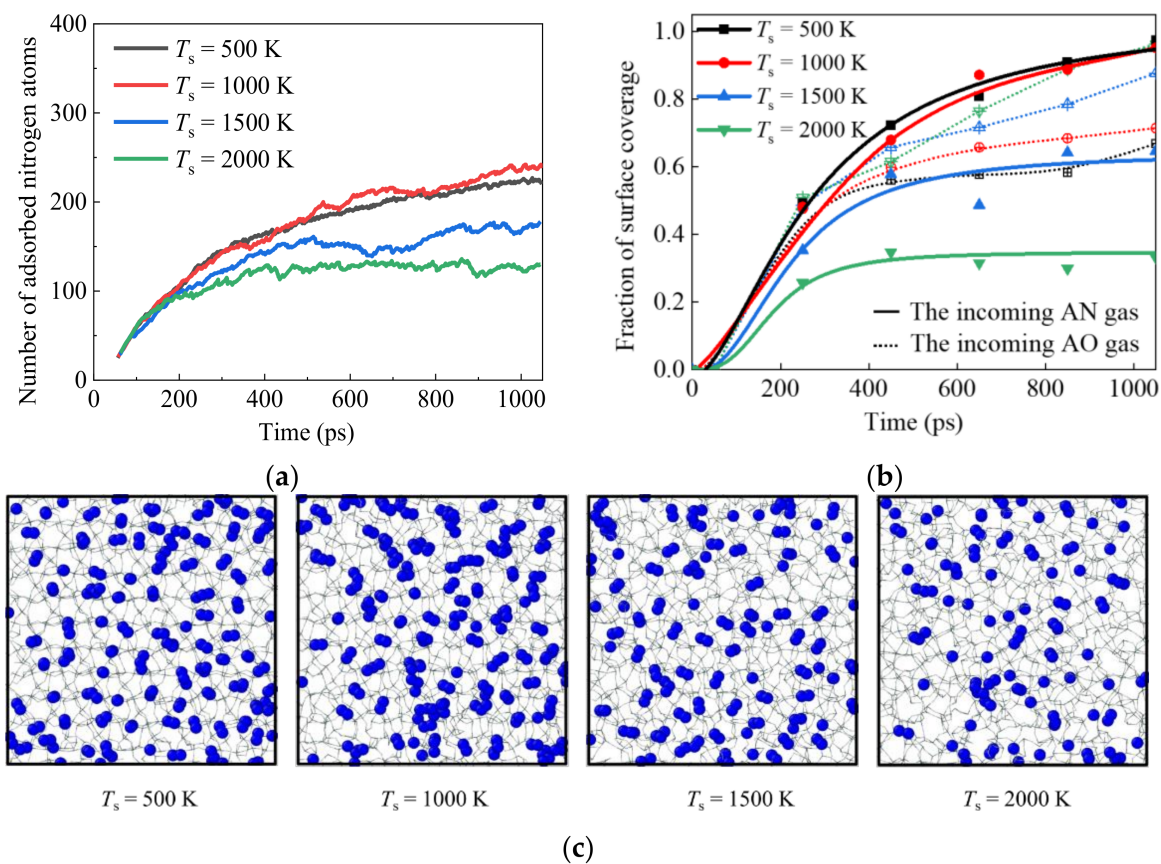 400
300
200
100
0
Number of adsorbed nitrogen atoms
Ts = 500 K
Ts = 1000 K
Ts = 1500 K
Ts = 2000 K
0 200 400 600 800 1000
Time (ps)
(a)
1.0
0.8
0.6
0.4
0.2
0.0
Fraction of surface coverage
Ts = 500 K
Ts = 1000 K
Ts = 1500 K
Ts = 2000 K
The incoming AN gas
The incoming AO gas
0 200 400 600 800 1000
Time (ps)
(b)
Ts = 500 K
Ts = 1000 K
Ts = 1500 K
Ts = 2000 K
(c)